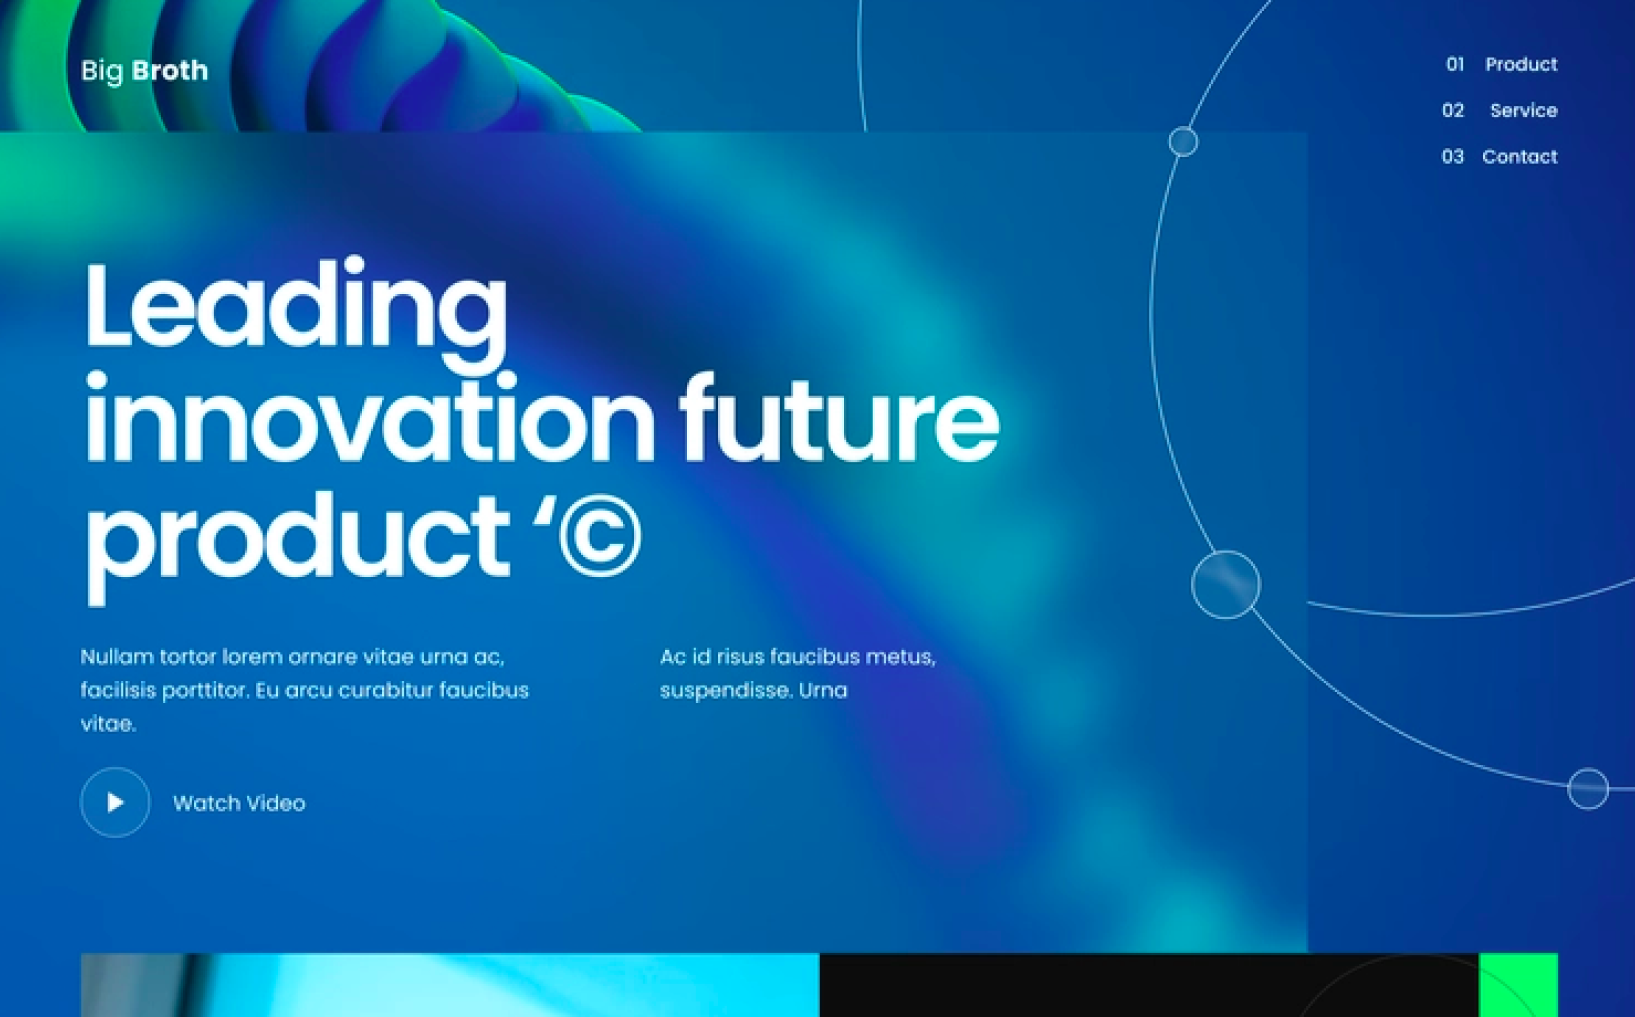 Big Broth
01 Product
02 Service
03 Contact
Leading
innovation future
product ‘©
Nullam tortor lorem ornare vitae urna ac,
facilisis porttitor. Eu arcu curabitur faucibus
vitae.
Ac id risus faucibus metus,
suspendisse. Urna
Watch Video